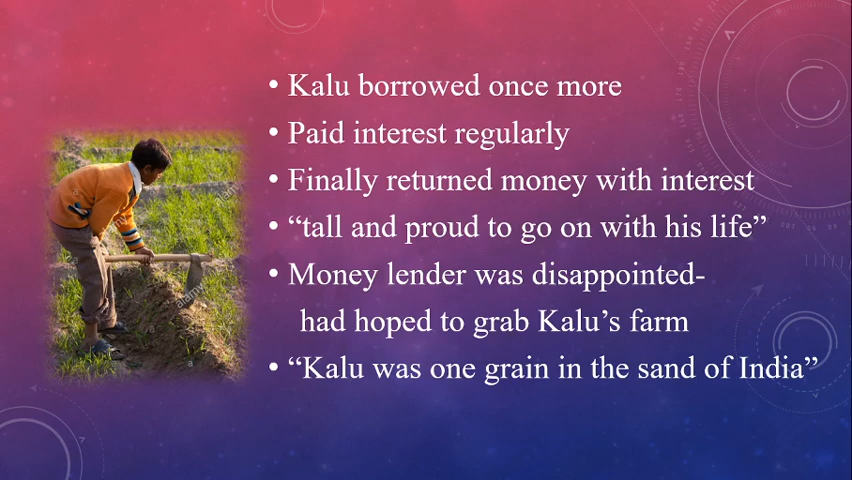 • Kalu borrowed once more
• Paid interest regularly
• Finally returned money with interest
• “tall and proud to go on with his life”
• Money lender was disappointed-
had hoped to grab Kalu’s farm
• “Kalu was one grain in the sand of India”
alamy